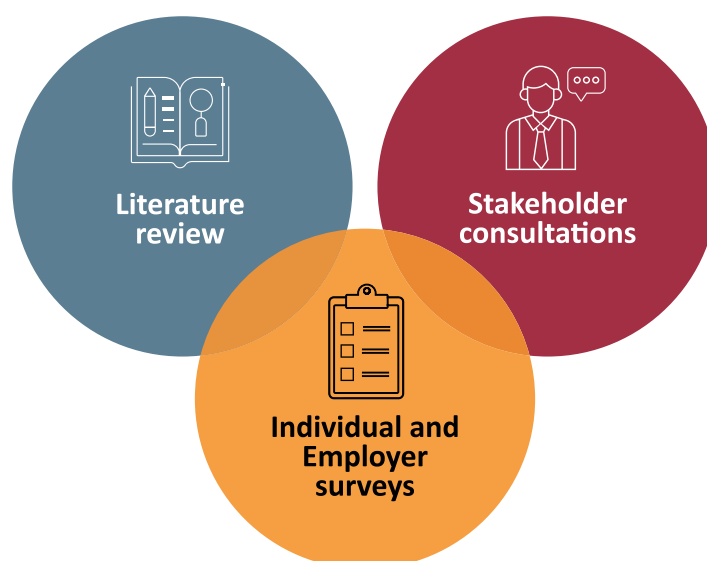 Literature
review
Stakeholder
consultations
Individual and
Employer
surveys